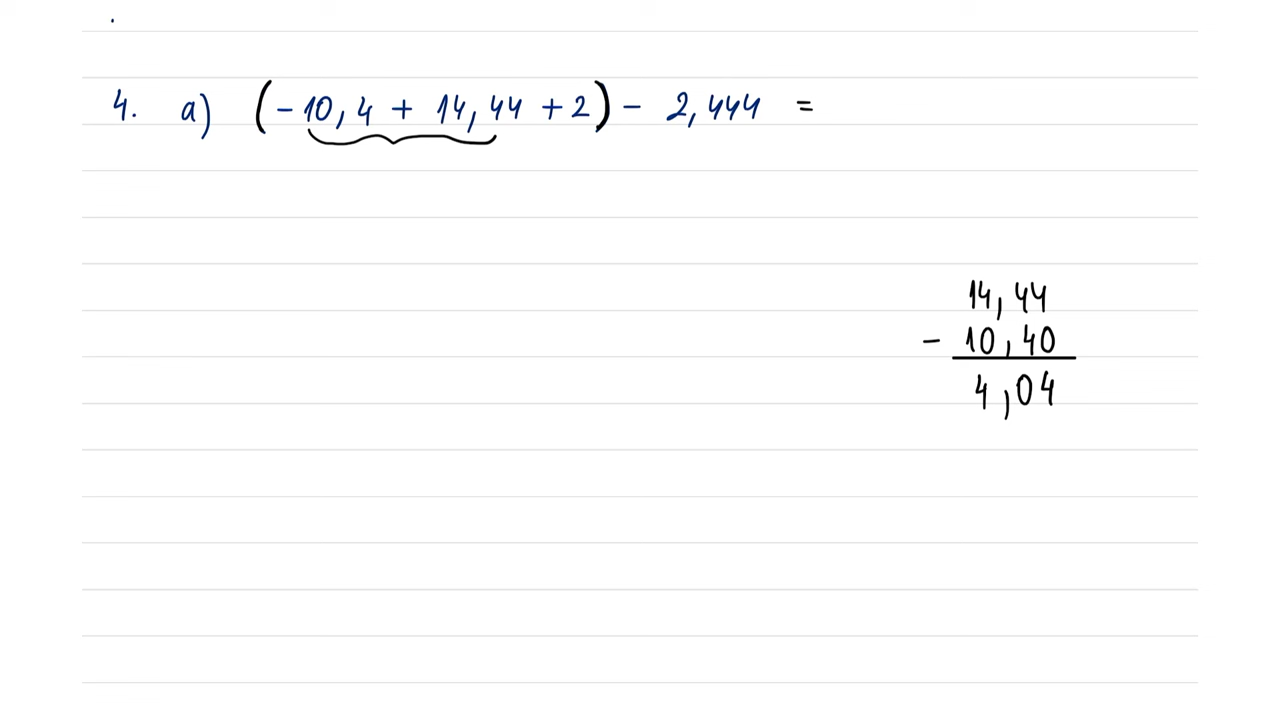 4. a) (-10,4 + 14,44 + 2) - 2,444 =
14,44
- 10,40
4,04